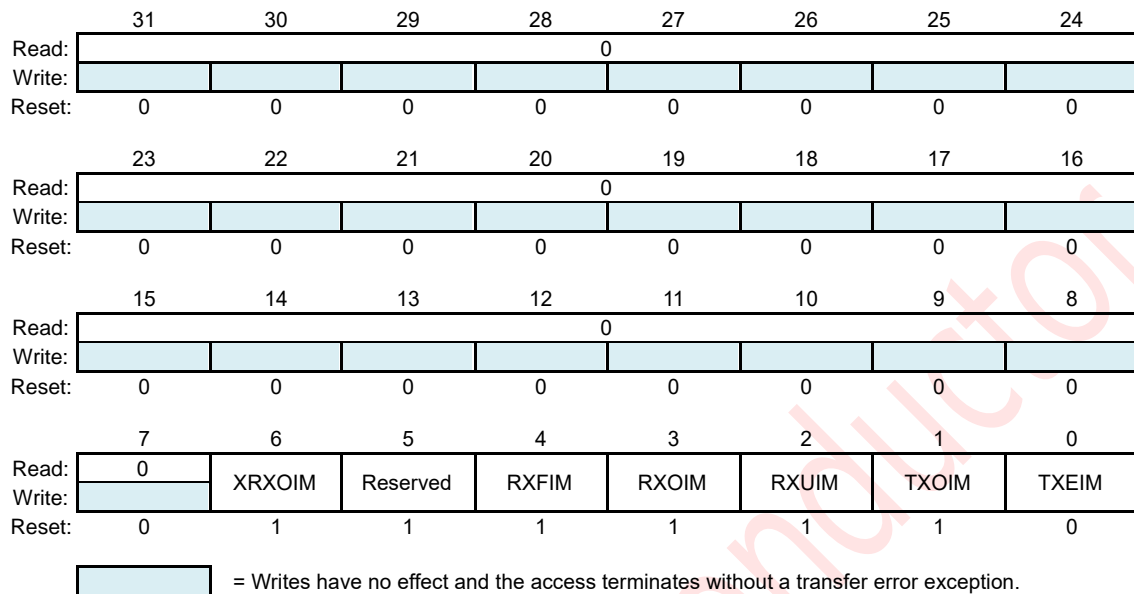 31 30 29 28 27 26 25 24
Read: 0
Write:
Reset: 0 0 0 0 0 0 0 0
23 22 21 20 19 18 17 16
Read: 0
Write:
Reset: 0 0 0 0 0 0 0 0
15 14 13 12 11 10 9 8
Read: 0
Write:
Reset: 0 0 0 0 0 0 0 0
7 6 5 4 3 2 1 0
Read: 0 XRXOIM Reserved RXFIM RXOIM RXUIM TXOIM TXEIM
Write:
Reset: 0 1 1 1 1 1 1 0
= Writes have no effect and the access terminates without a transfer error exception.
onductor